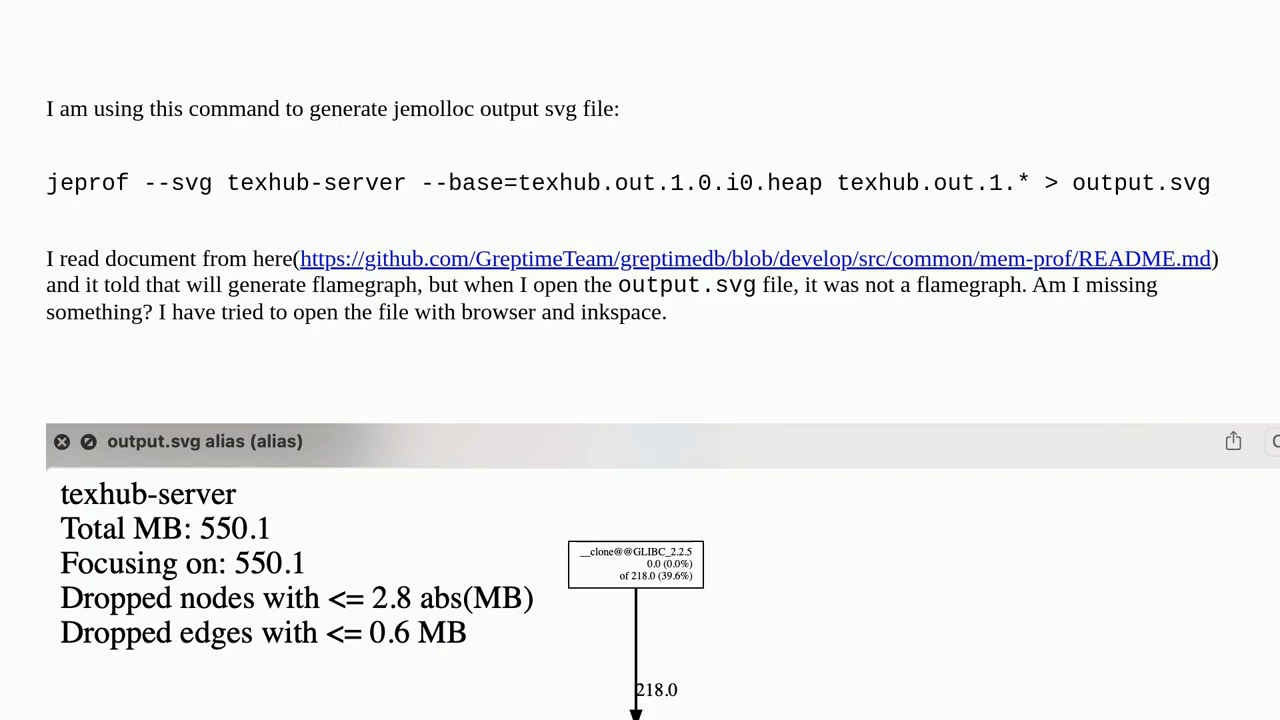 I am using this command to generate jemolloc output svg file:
jeprof --svg texhub-server --base=texhub.out.1.0.i0.heap texhub.out.1.* > output.svg
I read document from here(https://github.com/GreptimeTeam/greptimedb/blob/develop/src/common/mem-prof/README.md)
and it told that will generate flamegraph, but when I open the output.svg file, it was not a flamegraph. Am I missing
something? I have tried to open the file with browser and inkspace.
output.svg alias (alias)
texhub-server
Total MB: 550.1
Focusing on: 550.1
Dropped nodes with <= 2.8 abs(MB)
Dropped edges with <= 0.6 MB
__clone@@GLIBC_2.2.5
0.0 (0.0%)
of 218.0 (39.6%)
218.0